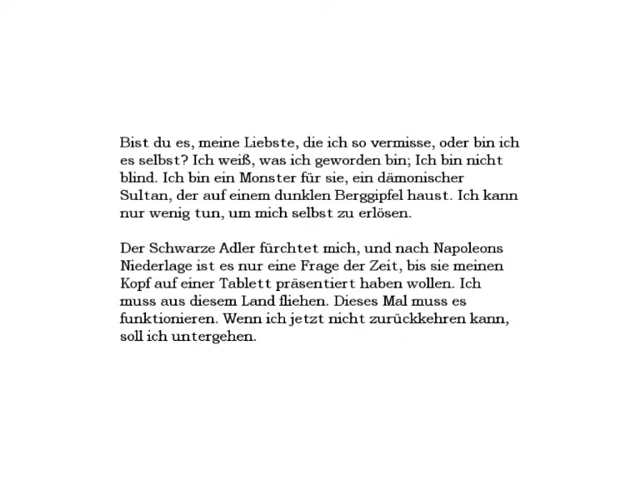 Bist du es, meine Liebste, die ich so vermisse, oder bin ich
es selbst? Ich weiß, was ich geworden bin; Ich bin nicht
blind. Ich bin ein Monster für sie, ein dämonischer
Sultan, der auf einem dunklen Berggipfel haust. Ich kann
nur wenig tun, um mich selbst zu erlösen.
Der Schwarze Adler fürchtet mich, und nach Napoleons
Niederlage ist es nur eine Frage der Zeit, bis sie meinen
Kopf auf einer Tablett präsentiert haben wollen. Ich
muss aus diesem Land fliehen. Dieses Mal muss es
funktionieren. Wenn ich jetzt nicht zurückkehren kann,
soll ich untergehen.